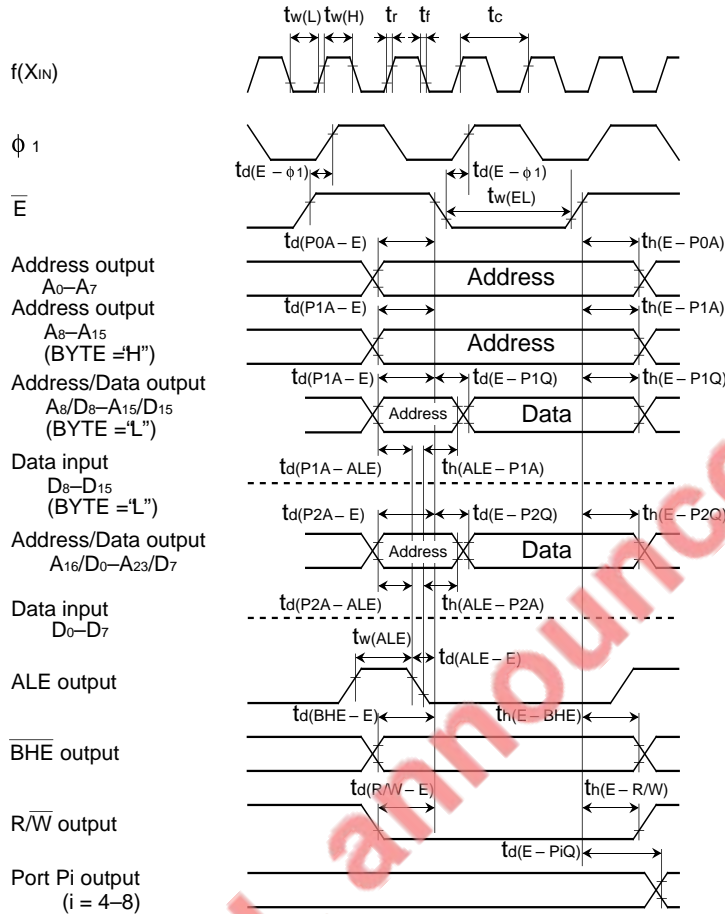 tw(L) tw(H) tr tf tc
f(XIN)
ϕ 1
td(E – ϕ1) td(E – ϕ1)
tw(EL)
E
td(P0A – E) th(E – P0A)
Address output
A0–A7
Address
td(P1A – E) th(E – P1A)
Address output
A8–A15
(BYTE =“H”)
Address
td(P1A – E) td(E – P1Q) th(E – P1Q)
Address/Data output
A8/D8–A15/D15
(BYTE =“L”)
Address Data
td(P1A – ALE) th(ALE – P1A)
Data input
D8–D15
(BYTE =“L”)
td(P2A – E) td(E – P2Q) th(E – P2Q)
Address/Data output
A16/D0–A23/D7
Address Data
td(P2A – ALE) th(ALE – P2A)
Data input
D0–D7
tw(ALE) td(ALE – E)
ALE output
td(BHE – E) th(E – BHE)
BHE output
td(R/W – E) th(E – R/W)
R/W output
td(E – PiQ)
Port Pi output
(i = 4–8)
announce